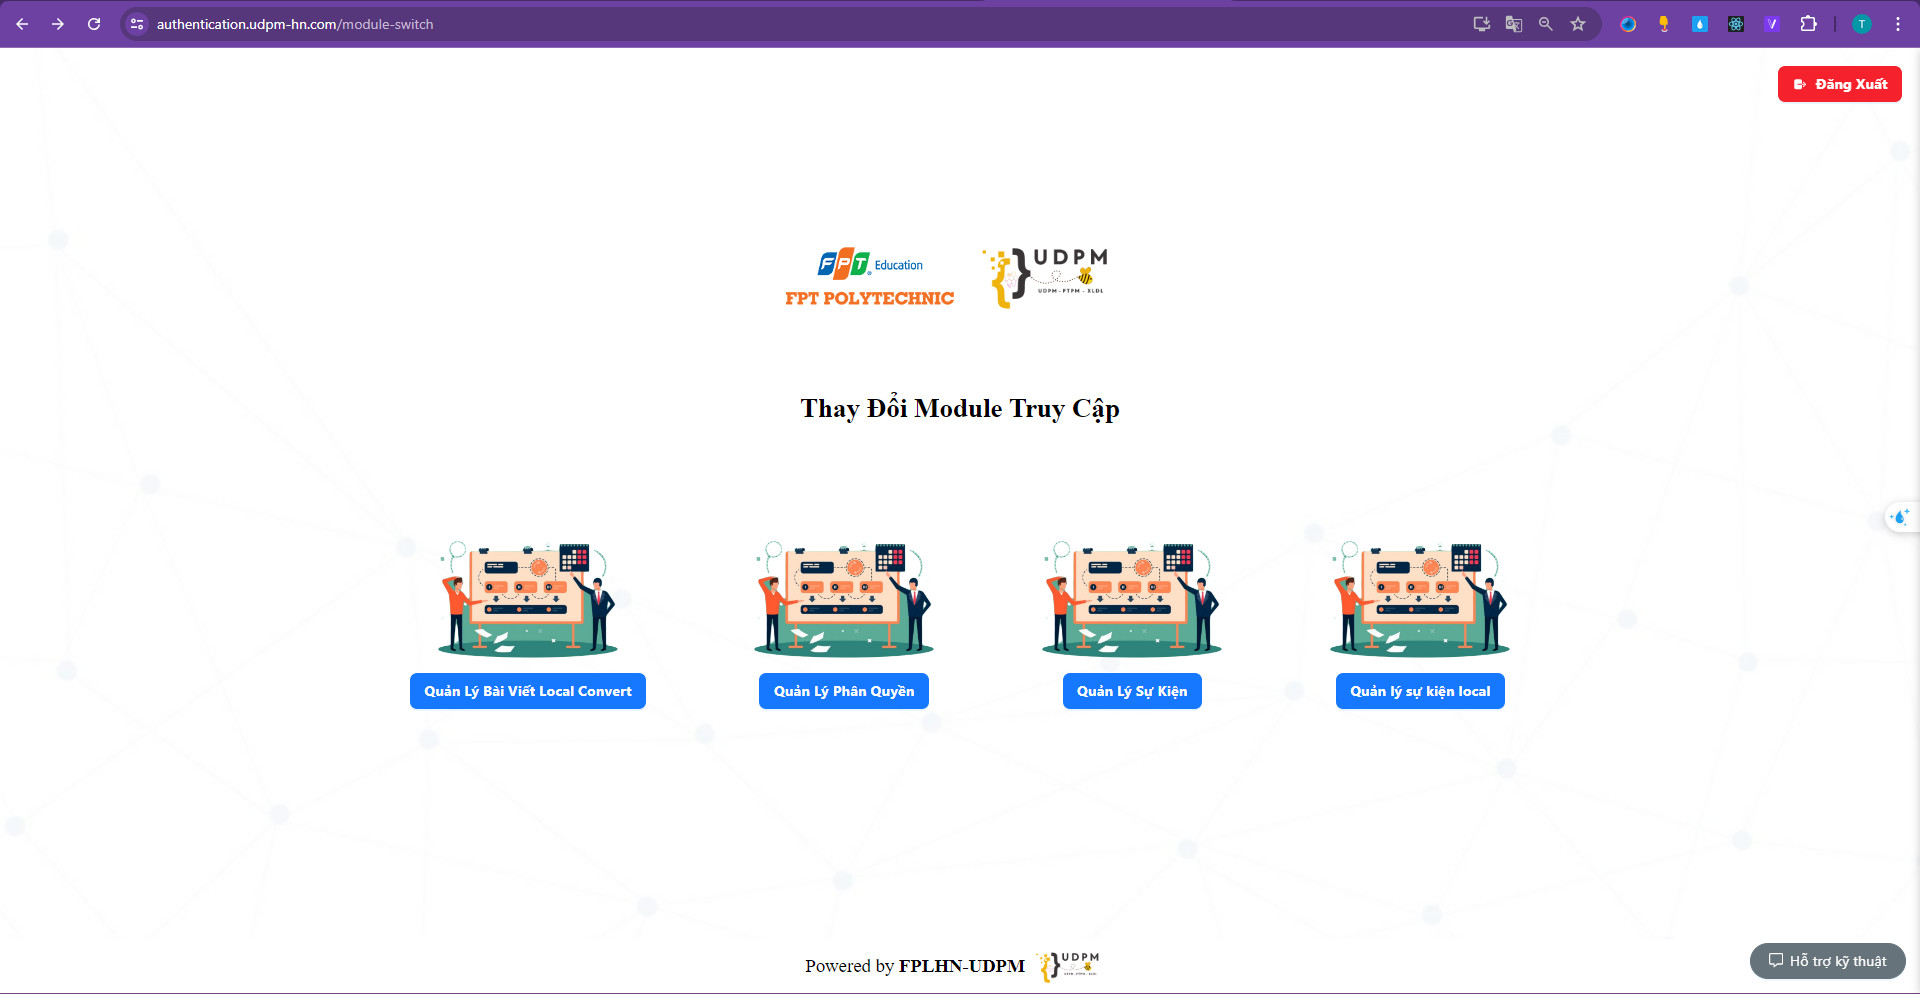 authentication.udpm-hn.com/module-switch
T
Đăng Xuất
FPT Education
FPT POLYTECHNIC
UDPM
UDPM - PTPM - XLDL
Thay Đổi Module Truy Cập
Quản Lý Bài Viết Local Convert
Quản Lý Phân Quyền
Quản Lý Sự Kiện
Quản lý sự kiện local
Powered by FPLHN-UDPM
UDPM
Hỗ trợ kỹ thuật